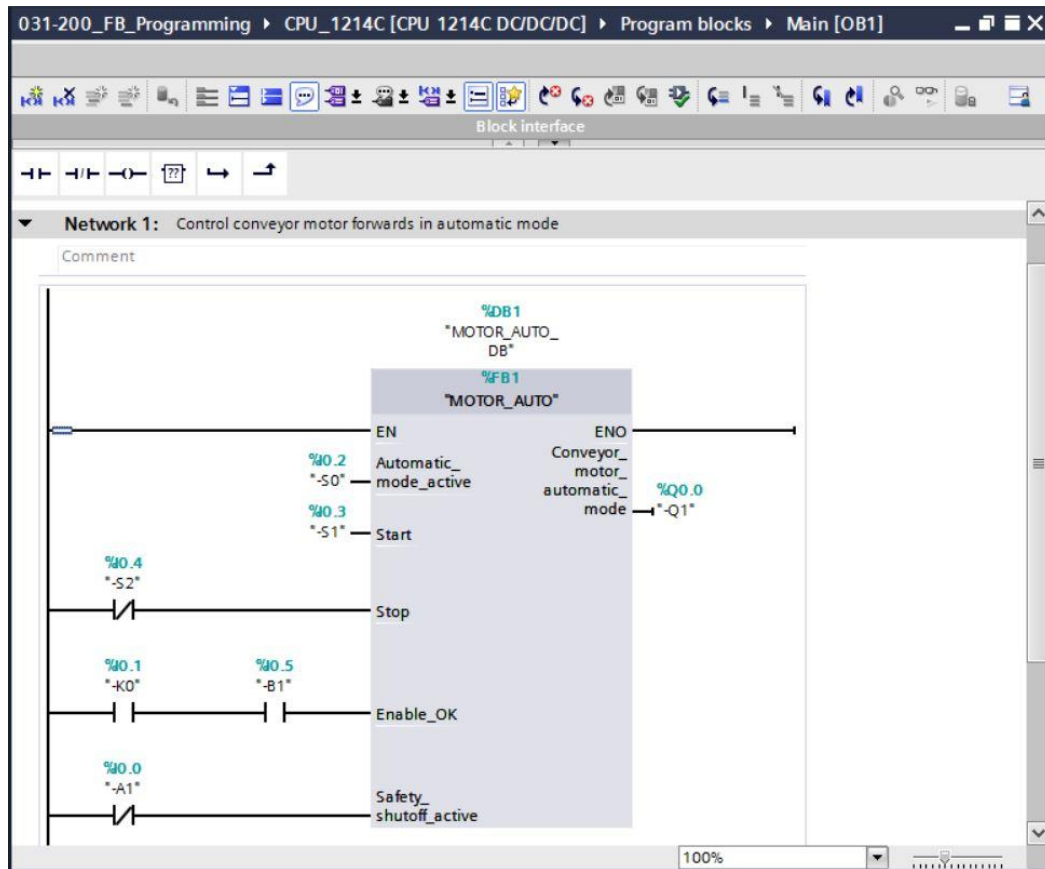 031-200_FB_Programming ▸ CPU_1214C [CPU 1214C DC/DC/DC] ▸ Program blocks ▸ Main [OB1]
Block interface
??
Network 1: Control conveyor motor forwards in automatic mode
Comment
%DB1
"MOTOR_AUTO_
DB"
%FB1
"MOTOR_AUTO"
EN
ENO
%I0.2
"-S0"
Automatic_
mode_active
Conveyor_
motor_
automatic_
mode
%Q0.0
"-Q1"
%I0.3
"-S1"
Start
%I0.4
"-S2"
Stop
%I0.1
"-K0"
%I0.5
"-B1"
Enable_OK
%I0.0
"-A1"
Safety_
shutoff_active
100%